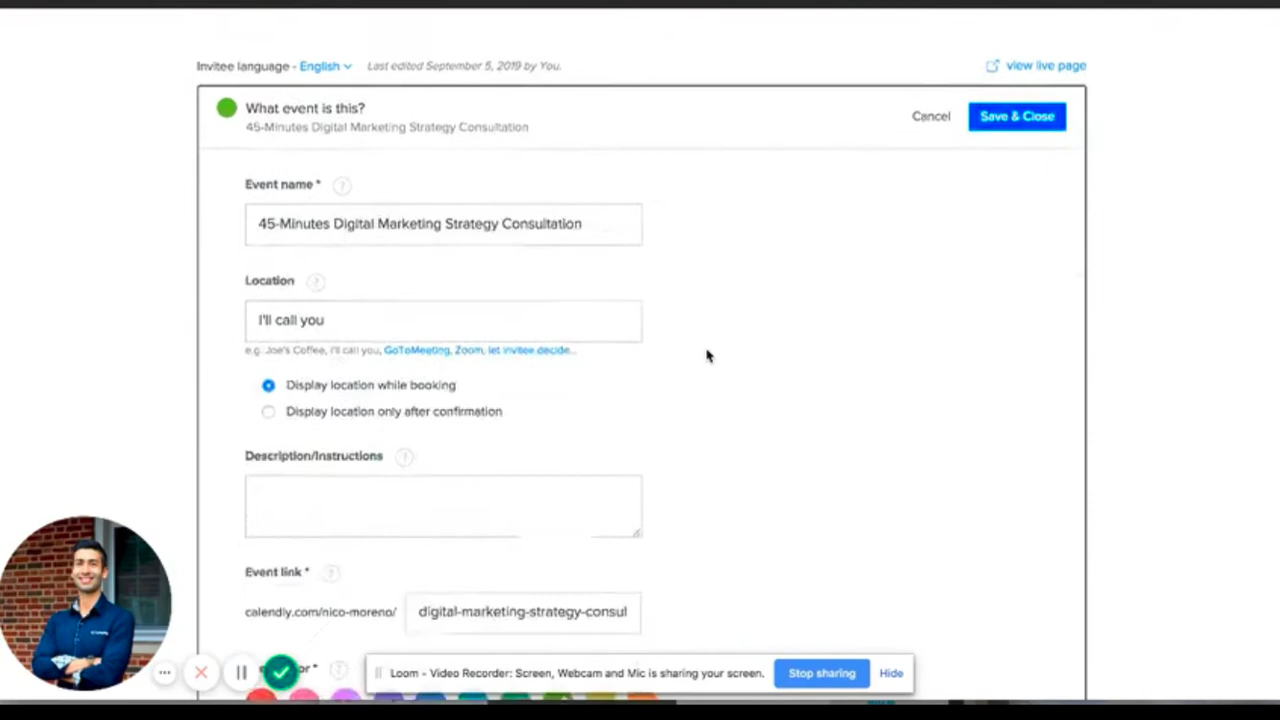 Invitee language - English Last edited September 5, 2019 by You. view live page
What event is this?
45-Minutes Digital Marketing Strategy Consultation
Cancel Save & Close
Event name * ?
45-Minutes Digital Marketing Strategy Consultation
Location ?
I'll call you
e.g. Joe's Coffee, I'll call you, GoToMeeting, Zoom, let invitee decide...
Display location while booking
Display location only after confirmation
Description/Instructions ?
Event link * ?
calendly.com/nico-moreno/ digital-marketing-strategy-consul
or * ?
Loom - Video Recorder: Screen, Webcam and Mic is sharing your screen. Stop sharing Hide